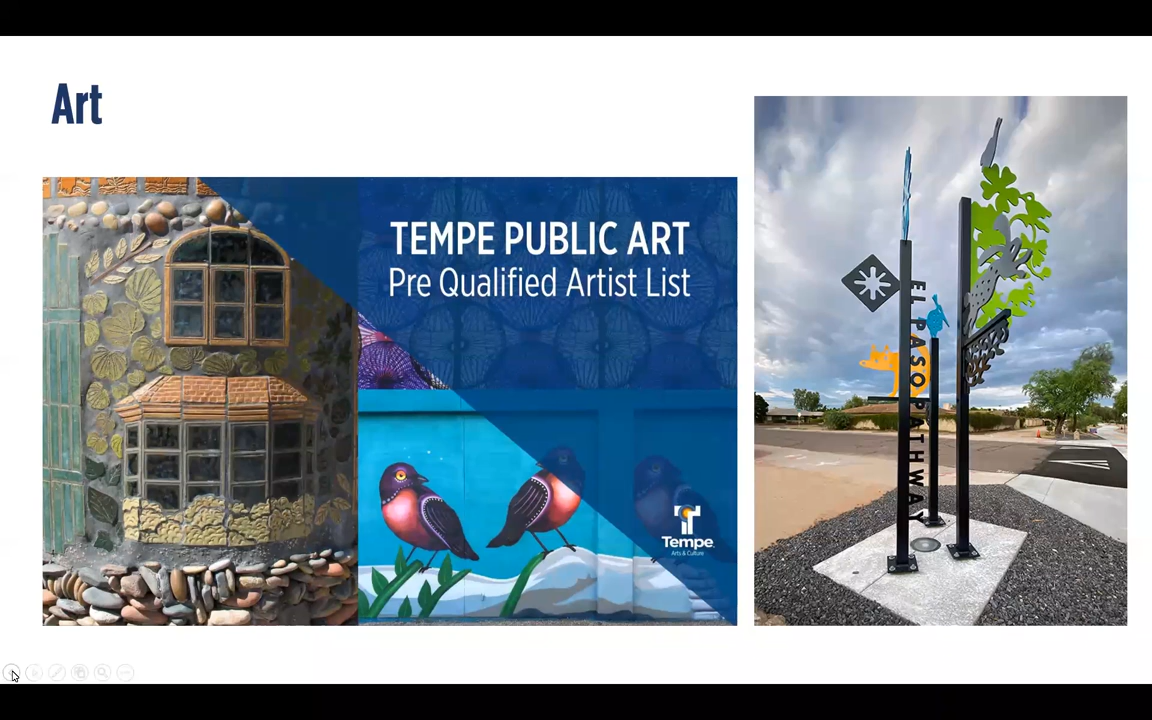 Art
TEMPE PUBLIC ART
Pre Qualified Artist List
Tempe
Arts & Culture
EL PASO PATHWAY